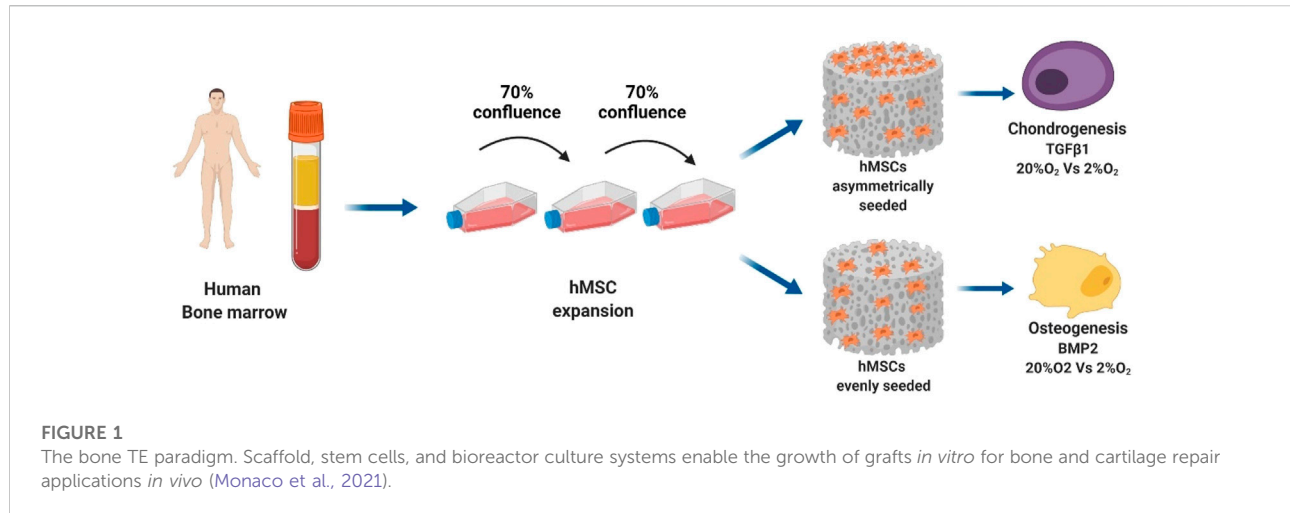 70%
confluence
70%
confluence
Human
Bone marrow
hMSC
expansion
hMSCs
asymmetrically
seeded
Chondrogenesis
TGFβ1
20%O₂ Vs 2%O₂
hMSCs
evenly seeded
Osteogenesis
BMP2
20%O2 Vs 2%O₂
FIGURE 1
The bone TE paradigm. Scaffold, stem cells, and bioreactor culture systems enable the growth of grafts in vitro for bone and cartilage repair
applications in vivo (Monaco et al., 2021).